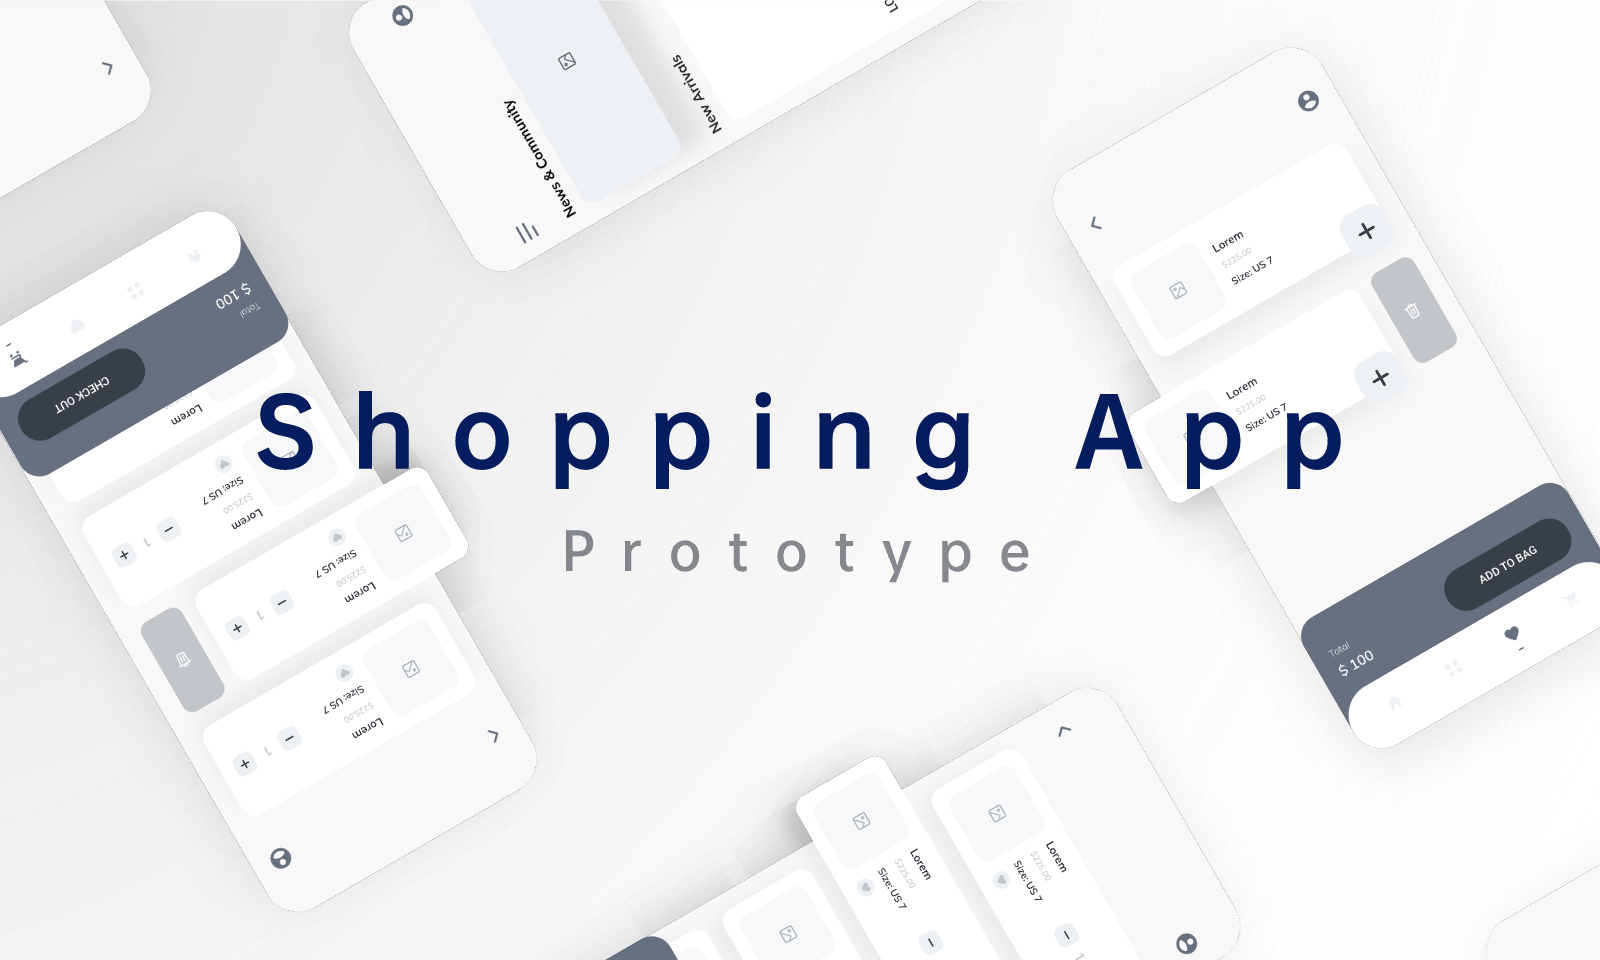 News & Community
New Arrivals
Lorem
$225.00
Size: US 7
Lorem
$225.00
Size: US 7
ADD TO BAG
Total
$ 100
Total
$ 100
CHECK OUT
Lorem
Size: US 7
$225.00
Lorem
1
Size: US 7
$225.00
Lorem
1
Size: US 7
$225.00
Lorem
1
Shopping App
Prototype
Lorem
$225.00
Size: US 7
Lorem
$225.00
Size: US 7
1